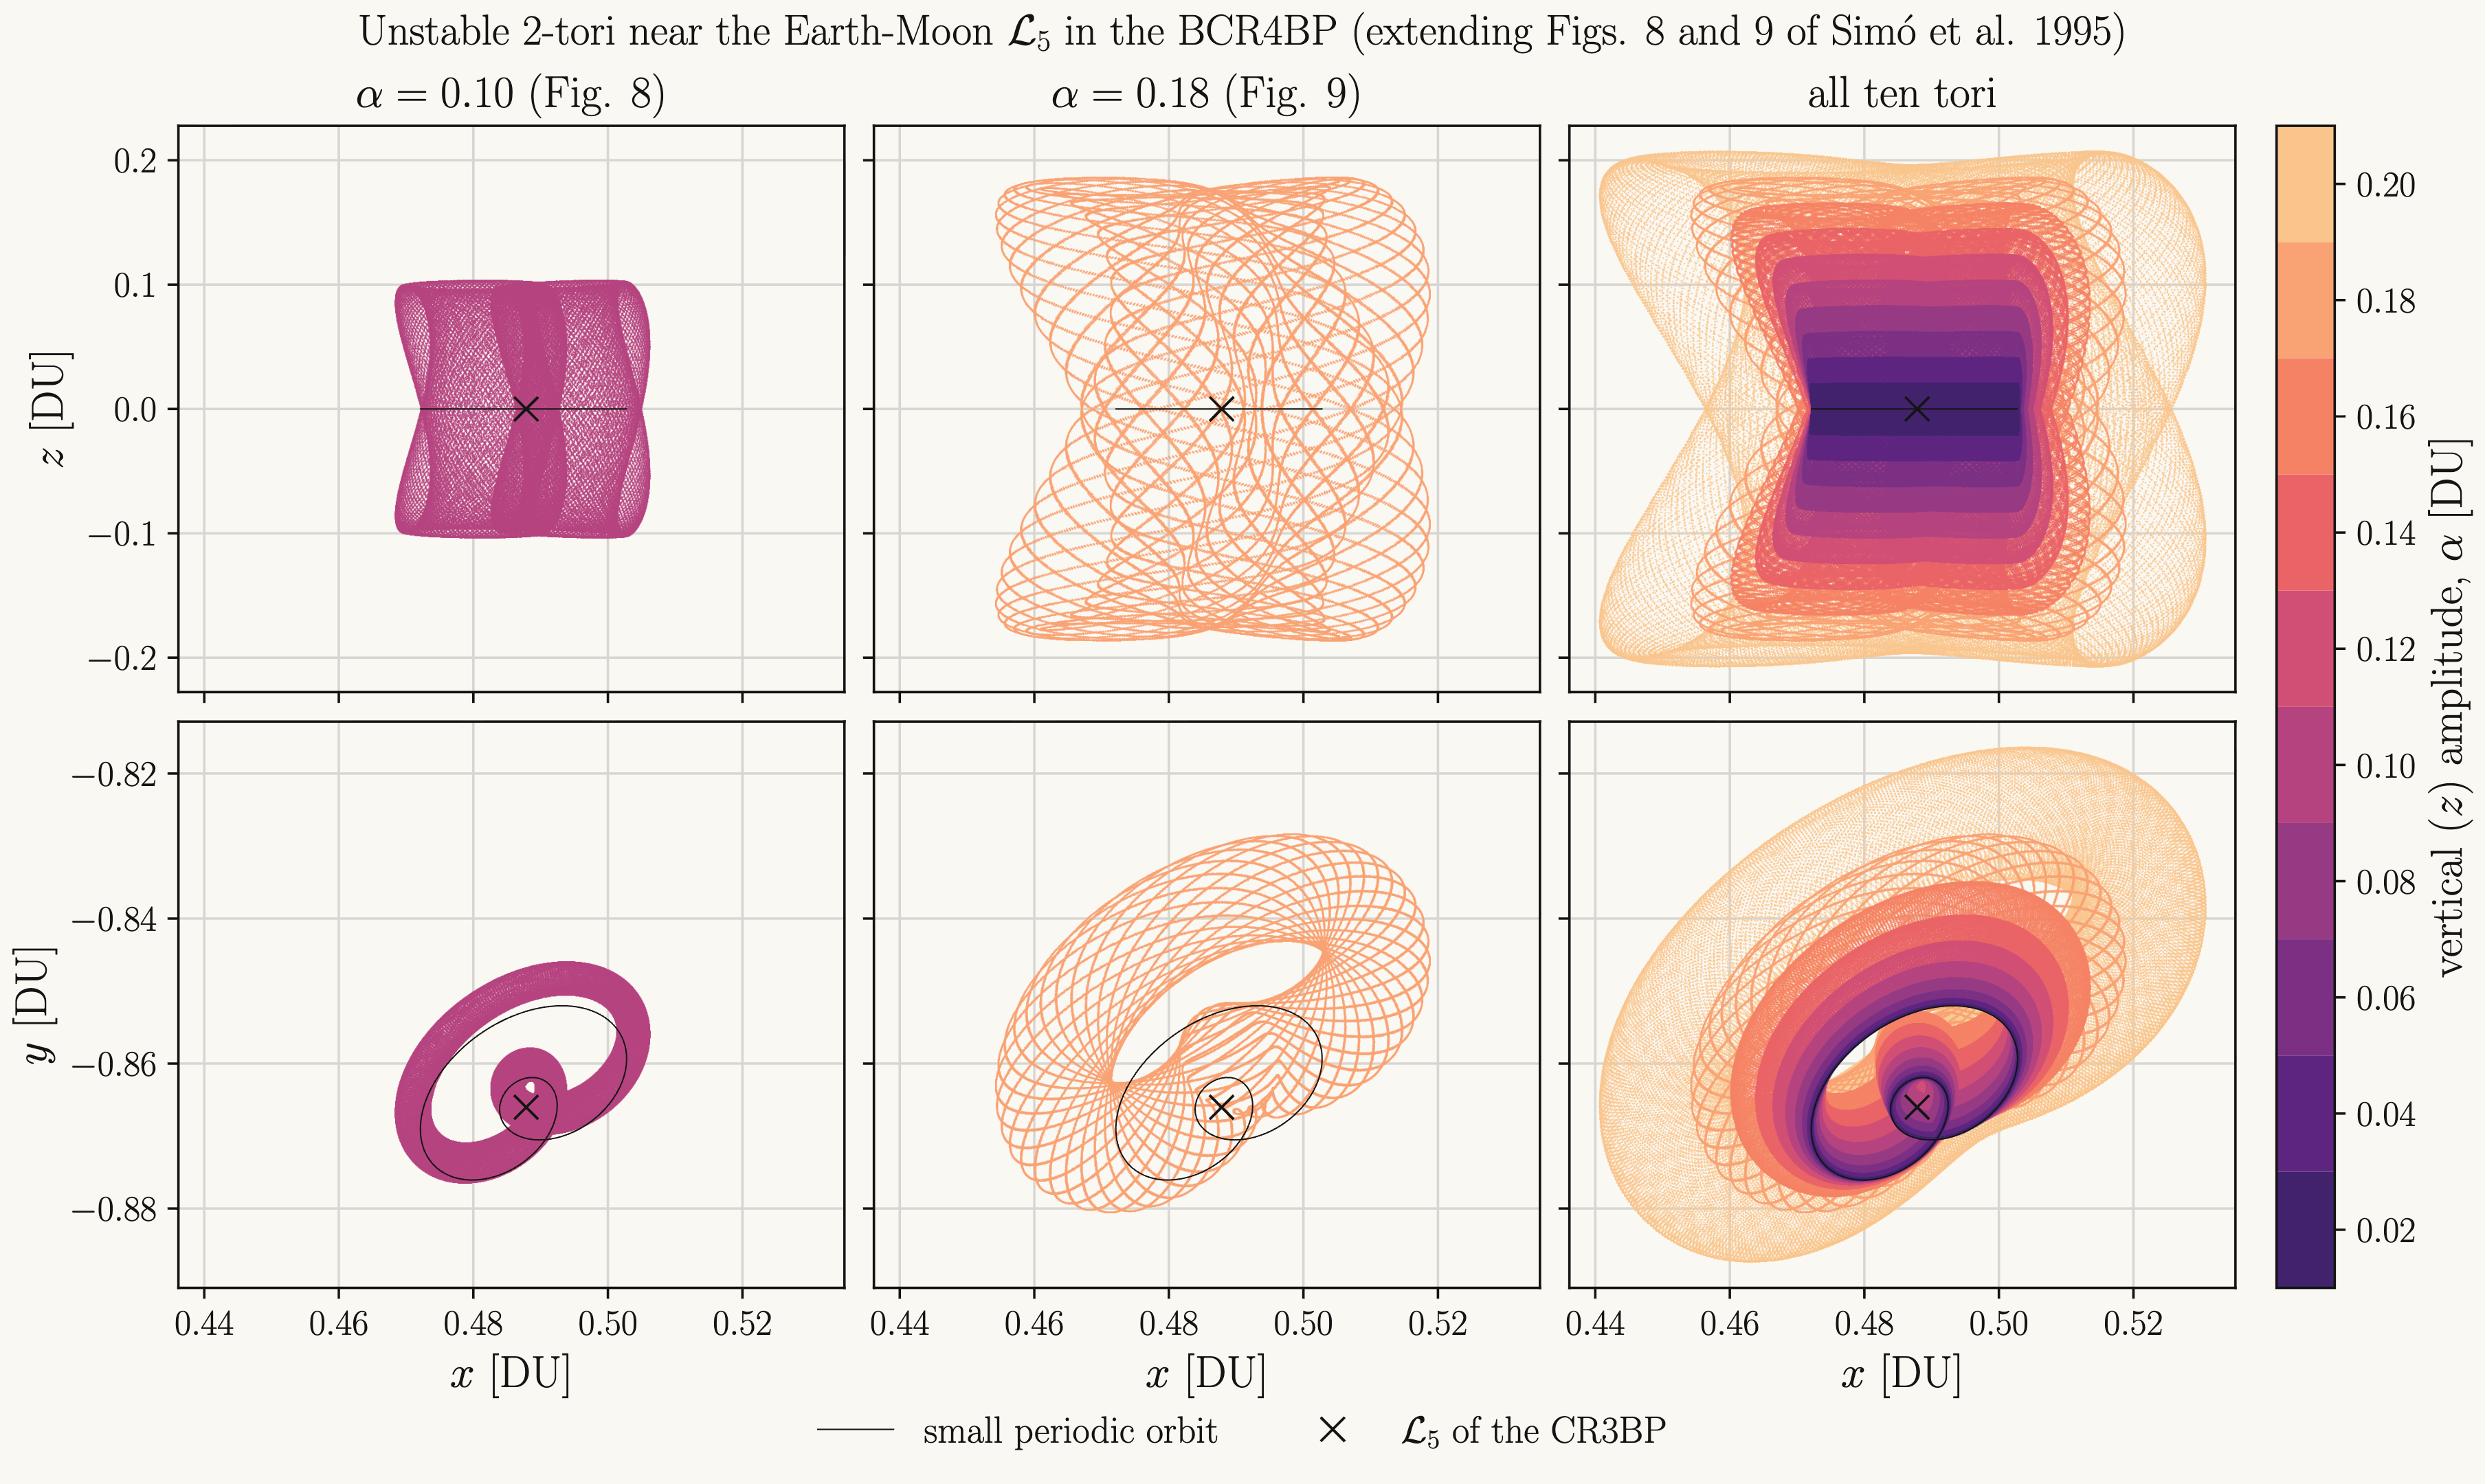 Unstable 2-tori near the Earth-Moon 𝓛₅ in the BCR4BP (extending Figs. 8 and 9 of Simó et al. 1995)
α = 0.10 (Fig. 8)
α = 0.18 (Fig. 9)
all ten tori
z [DU]
0.2
0.1
0.0
−0.1
−0.2
y [DU]
−0.82
−0.84
−0.86
−0.88
0.44 0.46 0.48 0.50 0.52
0.44 0.46 0.48 0.50 0.52
0.44 0.46 0.48 0.50 0.52
x [DU]
x [DU]
x [DU]
0.20
0.18
0.16
0.14
0.12
0.10
0.08
0.06
0.04
0.02
vertical (z) amplitude, α [DU]
small periodic orbit
𝓛₅ of the CR3BP